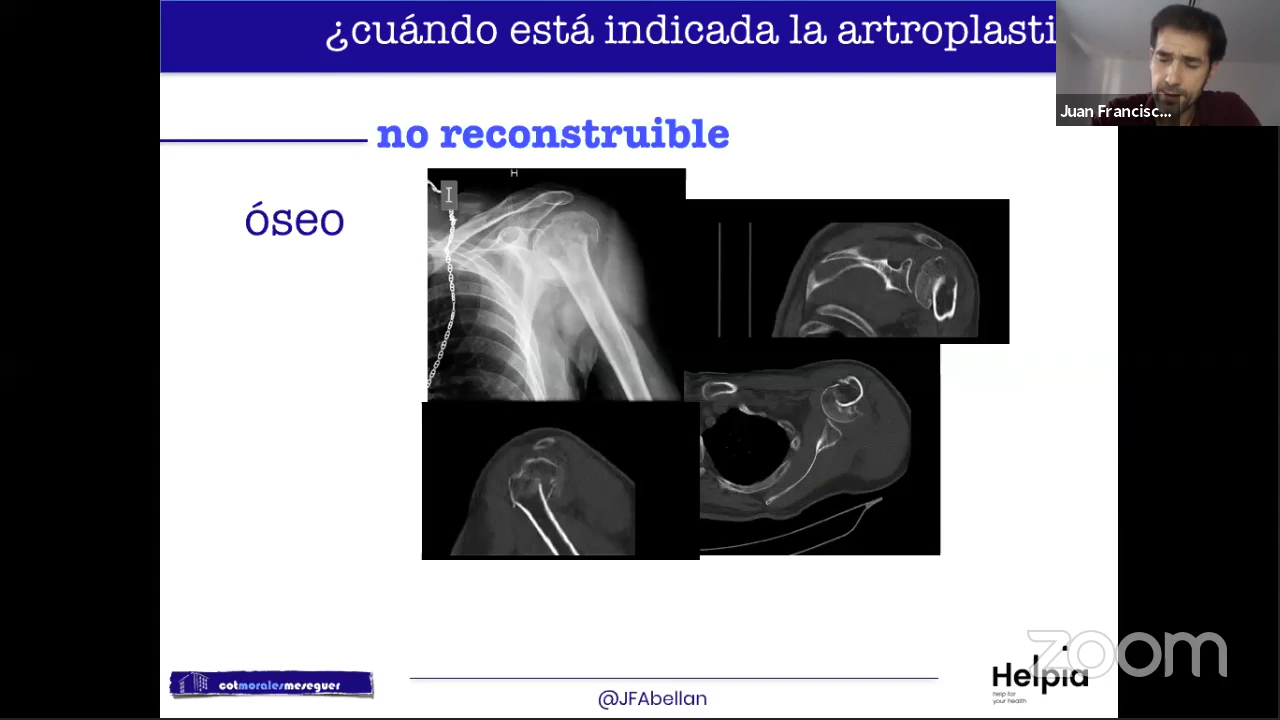 ¿cuándo está indicada la artroplasti
Juan Francisc...
no reconstruible
H
I
óseo
zoom
cotmoralesmeseguer
Helpia
help for
your health
@JFAbellan